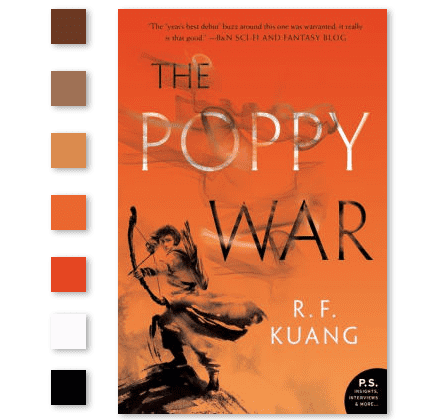 "The 'year's best debut' buzz around this one was warranted; it really
is that good." —B&N SCI-FI AND FANTASY BLOG
THE
POPPY
WAR
R. F.
KUANG
P.S.
INSIGHTS,
INTERVIEWS
& MORE...